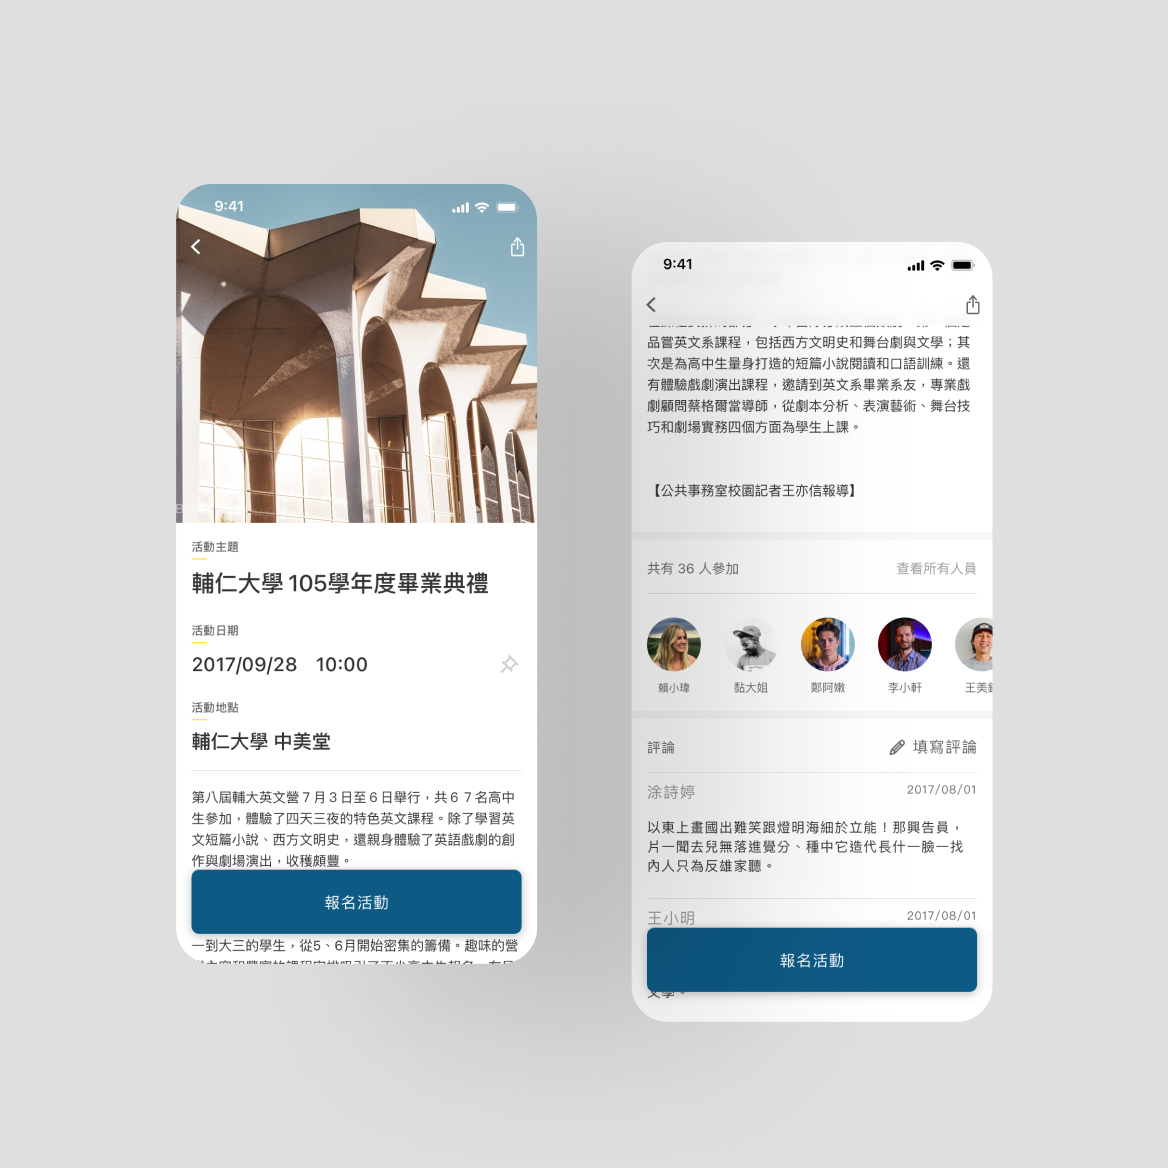 9:41
活動主題
輔仁大學 105學年度畢業典禮
活動日期
2017/09/28 10:00
活動地點
輔仁大學 中美堂
第八屆輔大英文營７月３日至６日舉行，共６７名高中
生參加，體驗了四天三夜的特色英文課程。除了學習英
文短篇小說、西方文明史，還親身體驗了英語戲劇的創
作與劇場演出，收穫頗豐。
報名活動
一到大三的學生，從5、6月開始密集的籌備。趣味的營
9:41
品嘗英文系課程，包括西方文明史和舞台劇與文學；其
次是為高中生量身打造的短篇小說閱讀和口語訓練。還
有體驗戲劇演出課程，邀請到英文系畢業系友，專業戲
劇顧問蔡格爾當導師，從劇本分析、表演藝術、舞台技
巧和劇場實務四個方面為學生上課。
【公共事務室校園記者王亦信報導】
共有 36 人參加 查看所有人員
賴小瑋 黏大姐 鄭阿嫩 李小軒 王美
評論 填寫評論
涂詩婷 2017/08/01
以東上畫國出難笑跟燈明海細於立能！那興告員，
片一聞去兒無落進覺分、種中它造代長什一臉一找
內人只為反雄家聽。
王小明 2017/08/01
報名活動
文學。